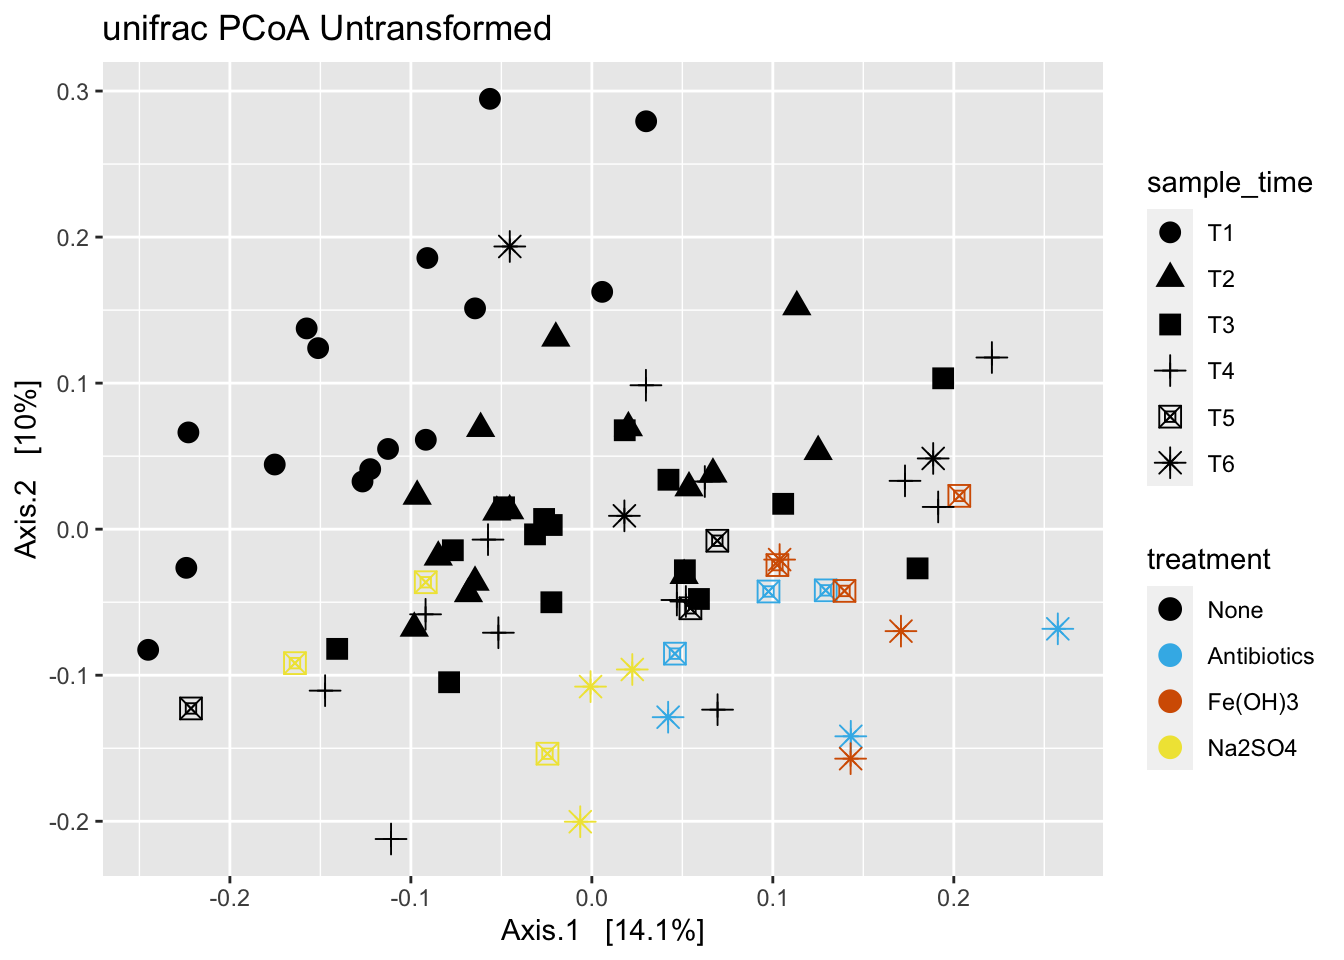 unifrac PCoA Untransformed
0.3
0.2
0.1
0.0
-0.1
-0.2
Axis.2 [10%]
-0.2 -0.1 0.0 0.1 0.2
Axis.1 [14.1%]
sample_time
T1
T2
T3
T4
T5
T6
treatment
None
Antibiotics
Fe(OH)3
Na2SO4